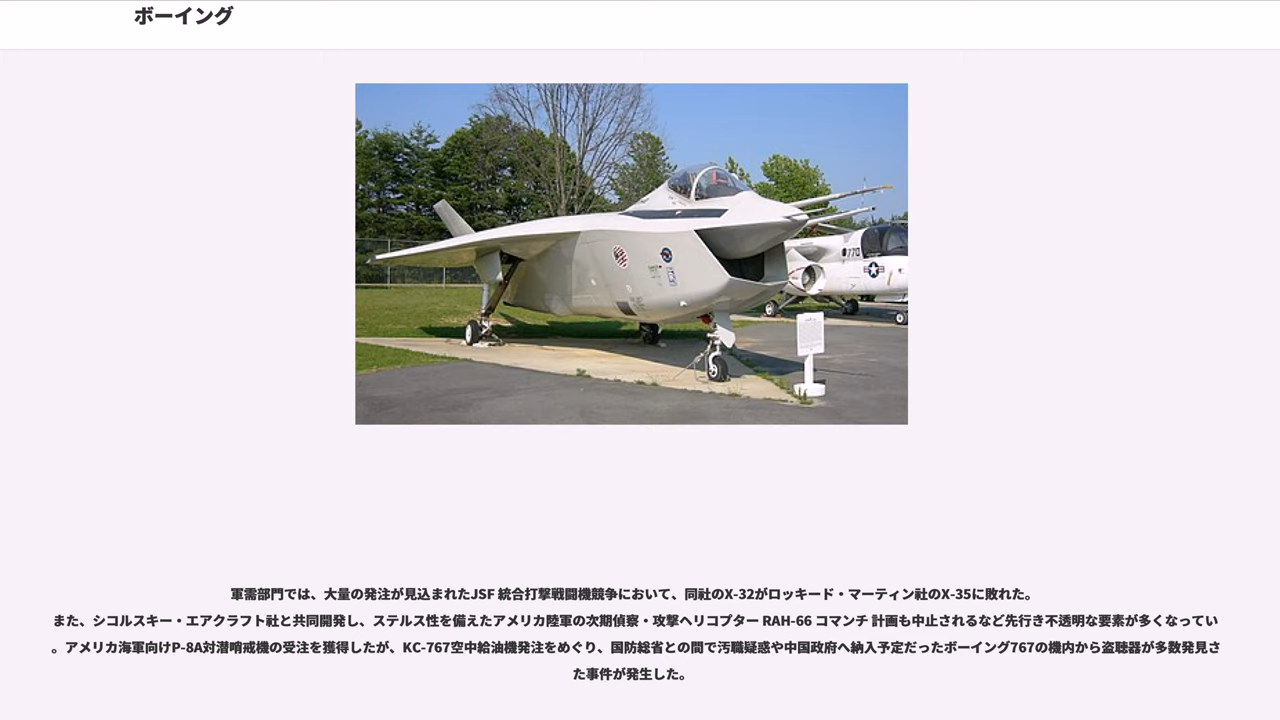 ボーイング
770
軍需部門では、大量の発注が見込まれたJSF 統合打撃戦闘機競争において、同社のX-32がロッキード・マーティン社のX-35に敗れた。
また、シコルスキー・エアクラフト社と共同開発し、ステルス性を備えたアメリカ陸軍の次期偵察・攻撃ヘリコプター RAH-66 コマンチ 計画も中止されるなど先行き不透明な要素が多くなってい
。アメリカ海軍向けP-8A対潜哨戒機の受注を獲得したが、KC-767空中給油機発注をめぐり、国防総省との間で汚職疑惑や中国政府へ納入予定だったボーイング767の機内から盗聴器が多数発見さ
た事件が発生した。